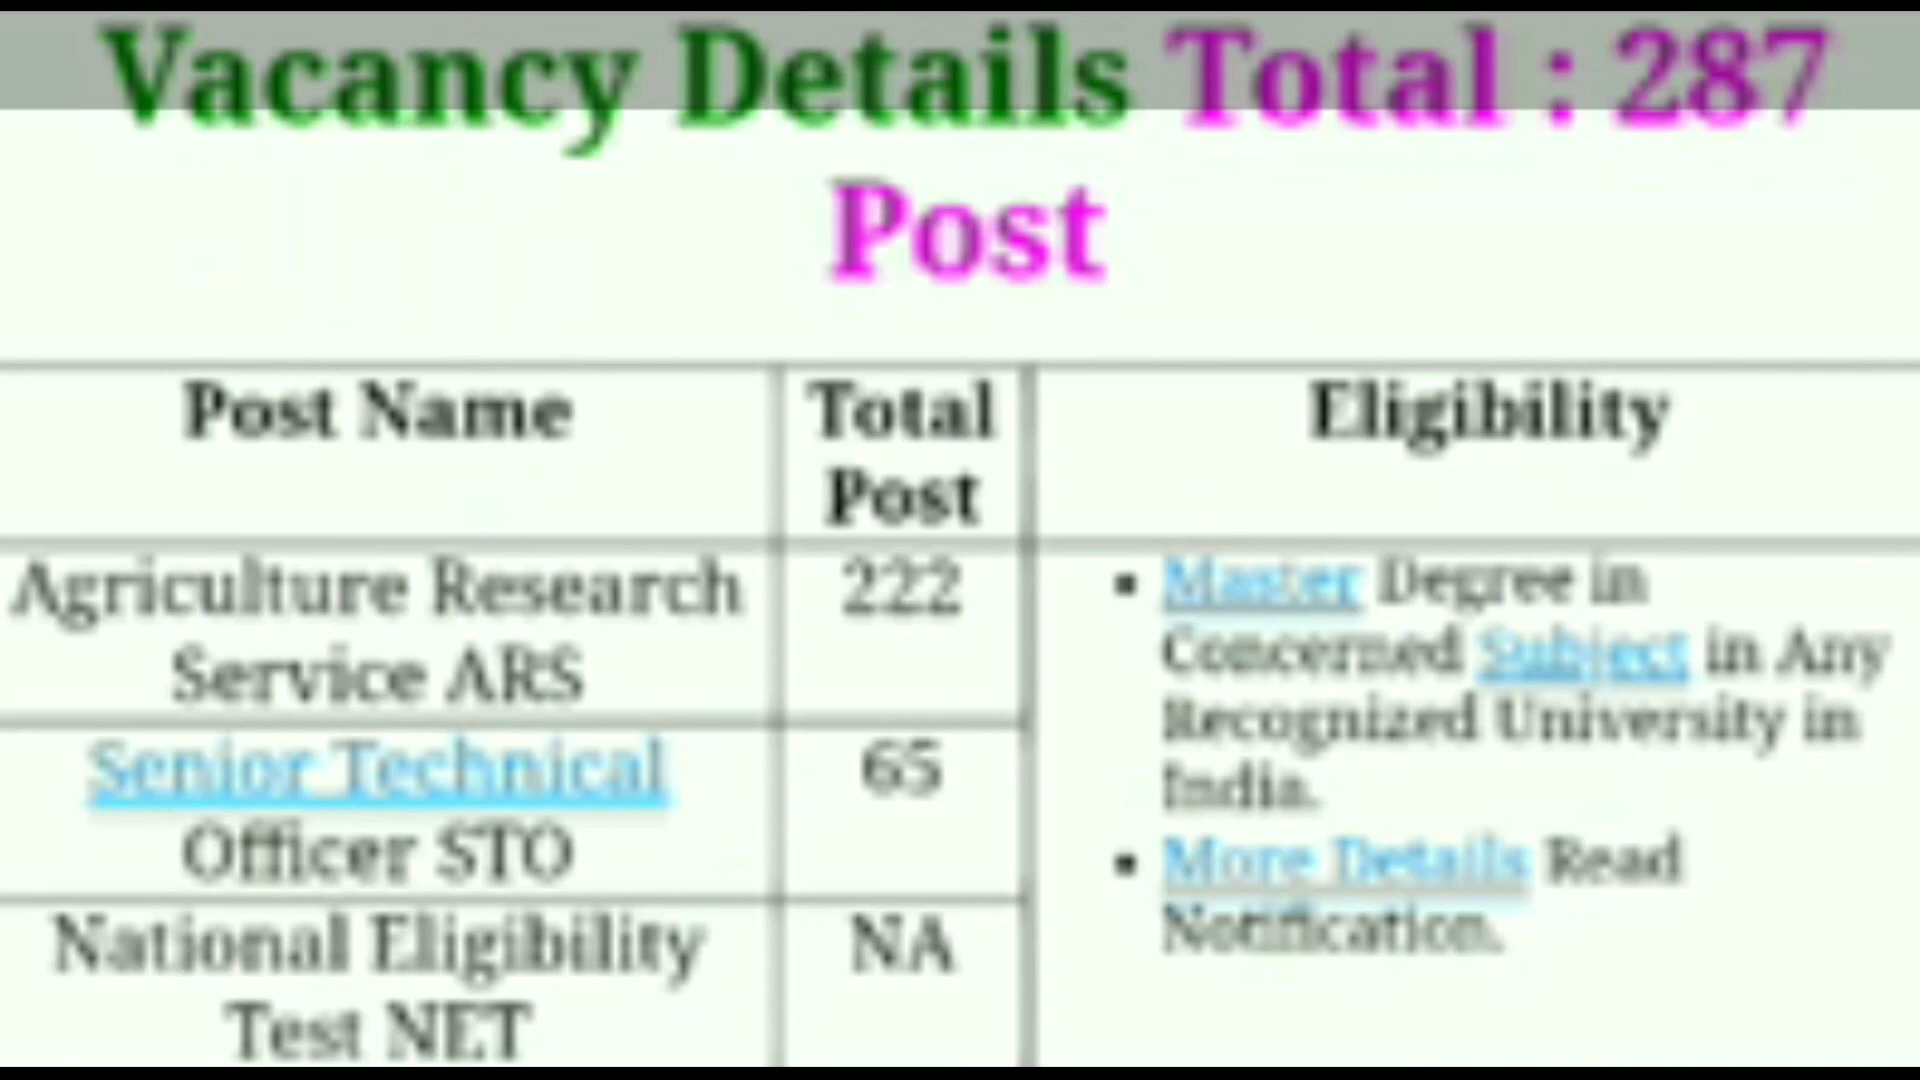 Vacancy Details Total : 287
Post
Post Name
Total
Post
Eligibility
Agriculture Research
Service ARS
222
Senior Technical
Officer STO
65
National Eligibility
Test NET
NA
▪ Master Degree in
Concerned Subject in Any
Recognized University in
India.
▪ More Details Read
Notification.